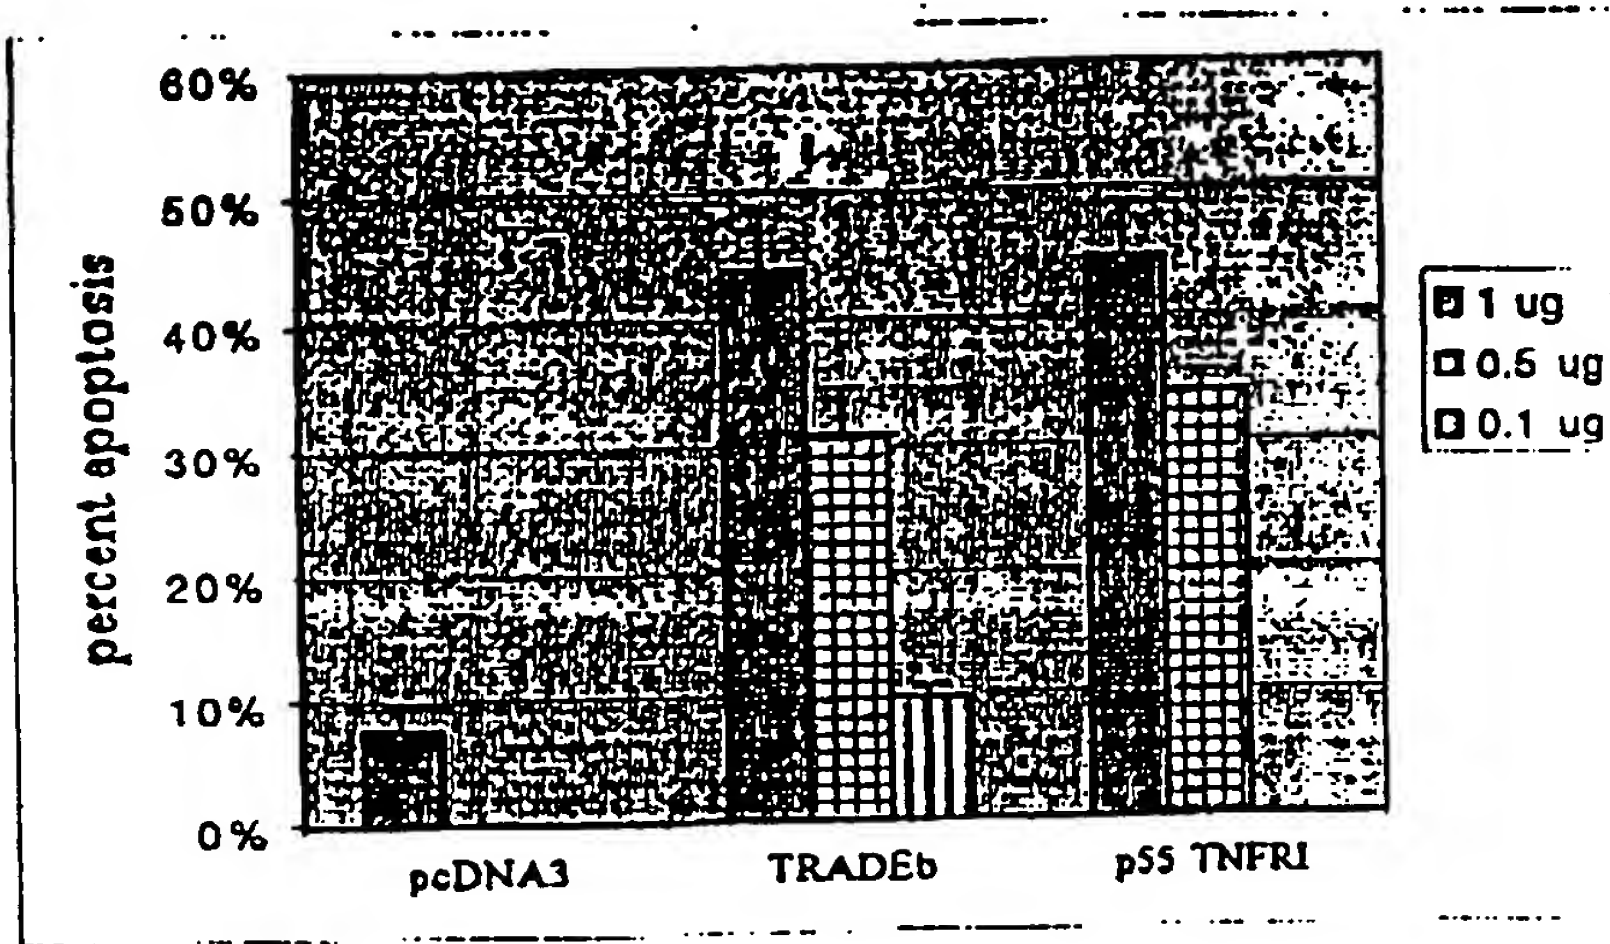 60%
50%
40%
30%
20%
10%
0%
percent apoptosis
pcDNA3
TRADEb
p55 TNFRI
1 ug
0.5 ug
0.1 ug